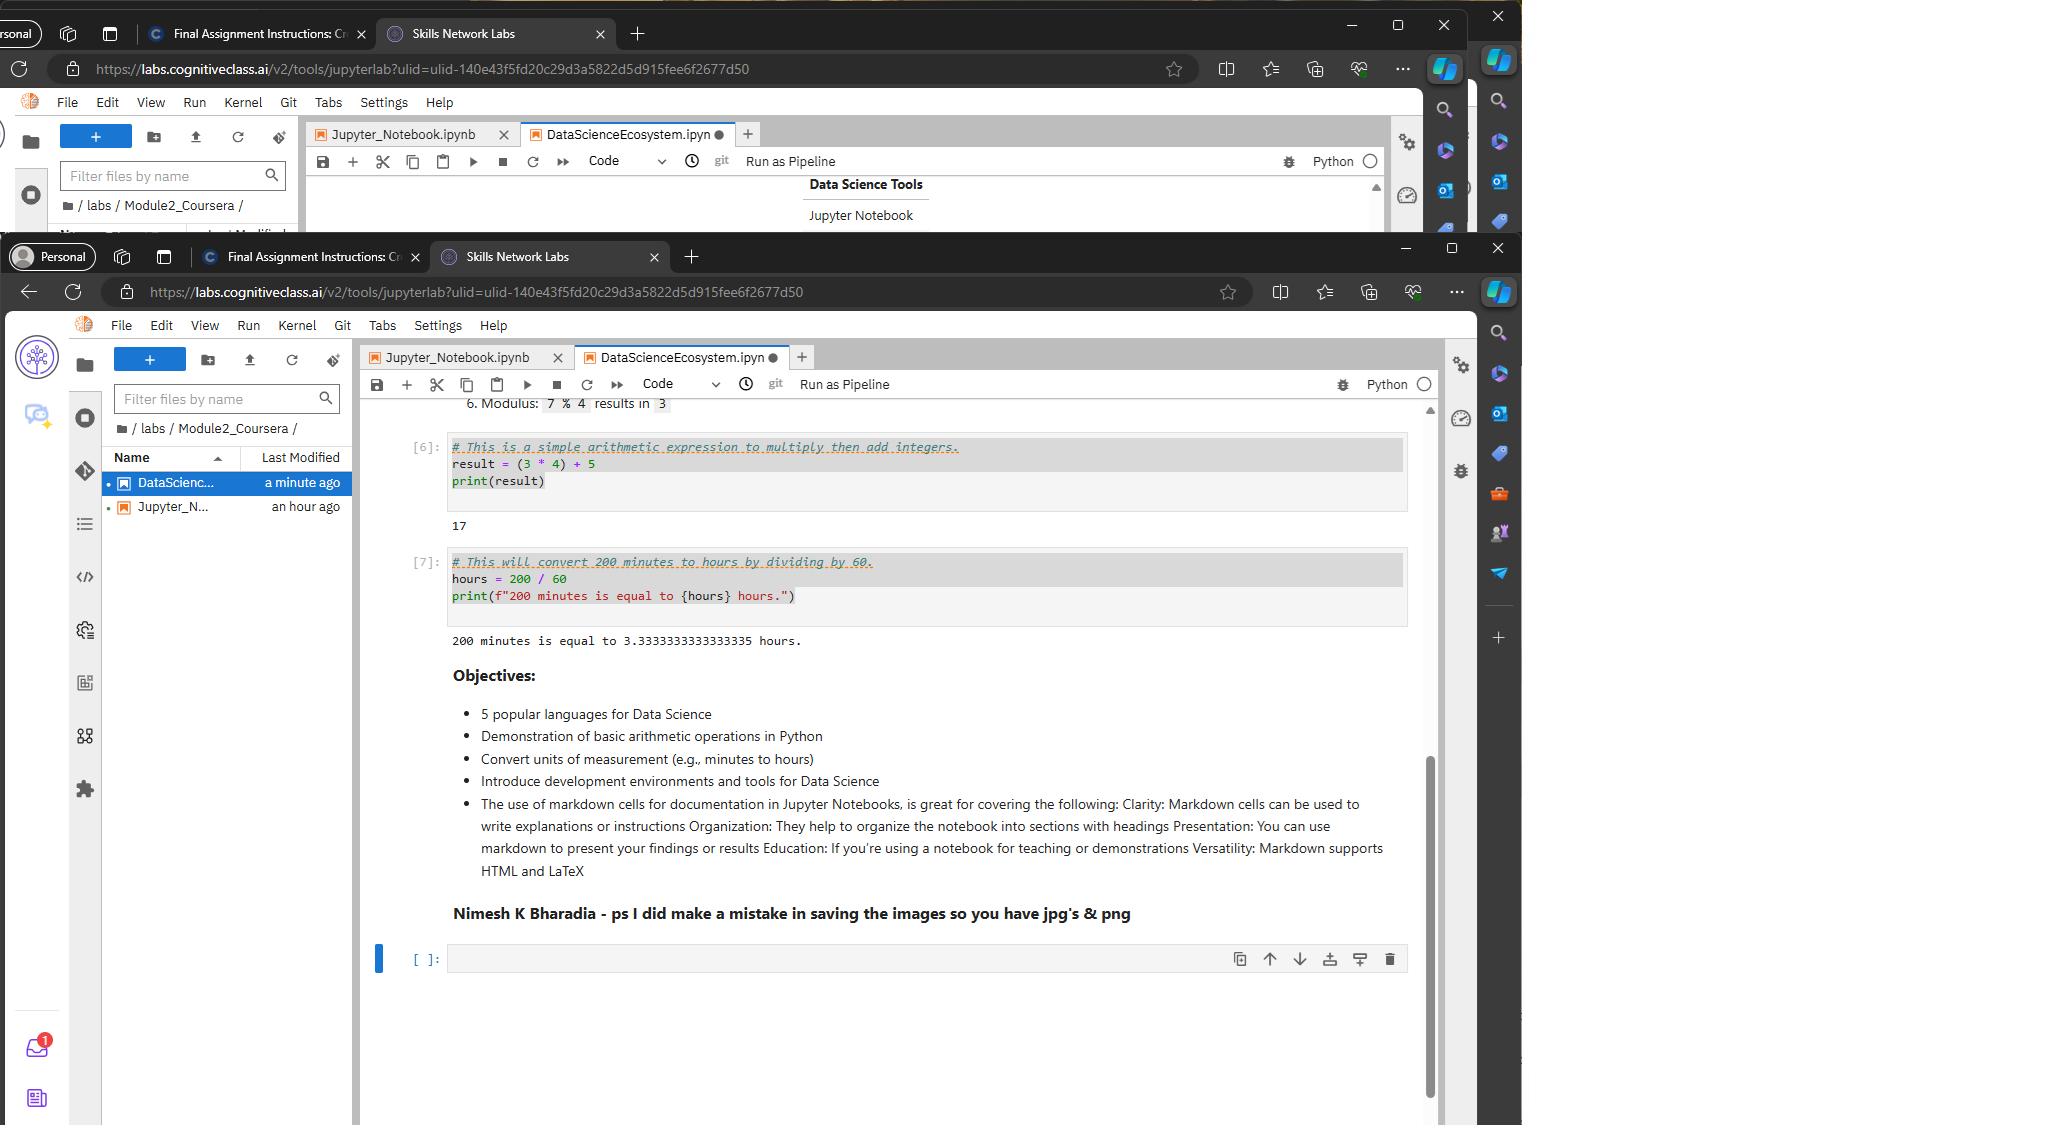 rsonal
Final Assignment Instructions: Cr
Skills Network Labs
https://labs.cognitiveclass.ai/v2/tools/jupyterlab?ulid=ulid-140e43f5fd20c29d3a5822d5d915fee6f2677d50
File Edit View Run Kernel Git Tabs Settings Help
Jupyter_Notebook.ipynb
DataScienceEcosystem.ipyn
Code
git
Run as Pipeline
Python
Filter files by name
/ labs / Module2_Coursera /
Data Science Tools
Jupyter Notebook
Personal
Final Assignment Instructions: Cr
Skills Network Labs
https://labs.cognitiveclass.ai/v2/tools/jupyterlab?ulid=ulid-140e43f5fd20c29d3a5822d5d915fee6f2677d50
File Edit View Run Kernel Git Tabs Settings Help
Jupyter_Notebook.ipynb
DataScienceEcosystem.ipyn
Code
git
Run as Pipeline
Python
Filter files by name
/ labs / Module2_Coursera /
Name Last Modified
DataScienc... a minute ago
Jupyter_N... an hour ago
6. Modulus: 7 % 4 results in 3
[6]: # This is a simple arithmetic expression to multiply then add integers.
result = (3 * 4) + 5
print(result)
17
[7]: # This will convert 200 minutes to hours by dividing by 60.
hours = 200 / 60
print(f"200 minutes is equal to {hours} hours.")
200 minutes is equal to 3.3333333333333335 hours.
Objectives:
• 5 popular languages for Data Science
• Demonstration of basic arithmetic operations in Python
• Convert units of measurement (e.g., minutes to hours)
• Introduce development environments and tools for Data Science
• The use of markdown cells for documentation in Jupyter Notebooks, is great for covering the following: Clarity: Markdown cells can be used to
write explanations or instructions Organization: They help to organize the notebook into sections with headings Presentation: You can use
markdown to present your findings or results Education: If you're using a notebook for teaching or demonstrations Versatility: Markdown supports
HTML and LaTeX
Nimesh K Bharadia - ps I did make a mistake in saving the images so you have jpg's & png
[ ]:
1